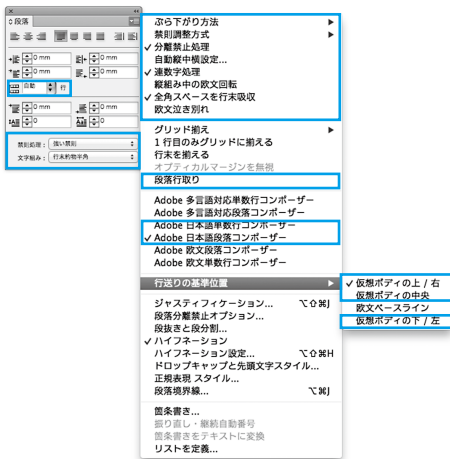 段落
0 mm
0 mm
0 mm
0 mm
自動
行
0 mm
0 mm
0
0
禁則処理：
強い禁則
文字組み：
行末約物半角
ぶら下がり方法
禁則調整方式
分離禁止処理
自動縦中横設定...
連数字処理
縦組み中の欧文回転
全角スペースを行末吸収
欧文泣き別れ
グリッド揃え
1 行目のみグリッドに揃える
行末を揃える
オプティカルマージンを無視
段落行取り
Adobe 多言語対応単数行コンポーザー
Adobe 多言語対応段落コンポーザー
Adobe 日本語単数行コンポーザー
Adobe 日本語段落コンポーザー
Adobe 欧文段落コンポーザー
Adobe 欧文単数行コンポーザー
行送りの基準位置
仮想ボディの上 / 右
仮想ボディの中央
欧文ベースライン
仮想ボディの下 / 左
ジャスティフィケーション... ⌥⇧⌘J
段落分離禁止オプション...
段抜きと段分割...
ハイフネーション
ハイフネーション設定... ⌥⇧⌘H
ドロップキャップと先頭文字スタイル...
正規表現 スタイル...
段落境界線... ⌥⌘J
箇条書き...
振り直し・継続自動番号
箇条書きをテキストに変換
リストを定義...